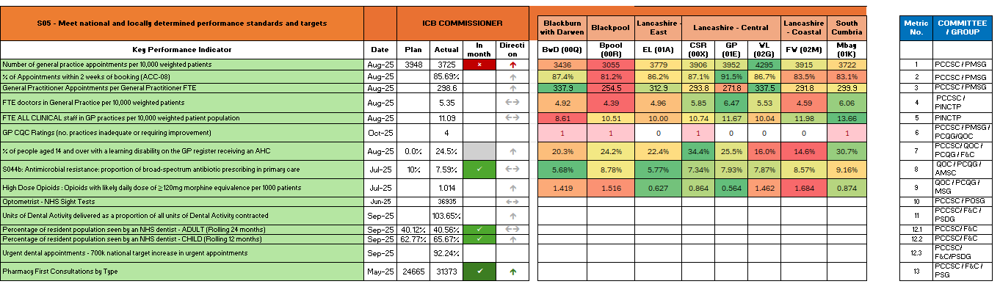 S05 - Meet national and locally determined performance standards and targets ICB COMMISSIONER Blackburn with Darwen Blackpool Lancashire - East Lancashire - Central Lancashire - Coastal South Cumbria Metric No. COMMITTEE / GROUP
Key Performance Indicator Date Plan Actual In month Directi on BwD (00Q) Bpool (00R) EL (01A) CSR (00X) GP (01E) WL (02G) FW (02M) Mbay (01K)
Number of general practice appointments per 10,000 weighted patients Aug-25 3948 3725 × ↑ 3436 3055 3779 3906 3952 4295 3915 3722 1 PCCSC / PMSG
% of Appointments within 2 weeks of booking (ACC-08) Aug-25 85.69% ↑ 87.4% 81.2% 86.2% 87.1% 91.5% 86.7% 83.5% 83.1% 2 PCCSC / PMSG
General Practitioner Appointments per General Practitioner FTE Aug-25 298.6 ↑ 337.9 254.5 312.9 293.8 271.8 337.5 291.8 299.9 3 PCCSC / PMSG
FTE doctors in General Practice per 10,000 weighted patients Aug-25 5.35 ↔ 4.92 4.39 4.96 5.85 6.47 5.53 4.59 6.06 4 PCCSC / PINCTP
FTE ALL CLINICAL staff in GP practices per 10,000 weighted patient population Aug-25 11.09 ↔ 8.61 10.51 10.00 10.74 11.67 10.04 11.98 13.66 5 PINCTP
GP CQC Ratings (no. practices inadequate or requiring improvement) Oct-25 4 1 1 0 1 0 0 0 1 6 PCCSC / PMSG / PCQG/QOC
% of people aged 14 and over with a learning disability on the GP register receiving an AHC Aug-25 0.0% 24.5% ↑ 20.3% 24.2% 22.4% 34.4% 25.5% 16.0% 14.6% 30.7% 7 PCCSC/ QOC / PCQG / F&C
S044b: Antimicrobial resistance: proportion of broad-spectrum antibiotic prescribing in primary care Jul-25 10% 7.59% ✓ ↔ 5.68% 8.78% 5.77% 7.34% 7.93% 7.87% 8.57% 9.16% 8 QOC / PCQG / AMSC
High Dose Opioids : Opioids with likely daily dose of ≥120mg morphine equivalence per 1000 patients Jul-25 1.014 ↑ 1.419 1.516 0.627 0.864 0.564 1.462 1.684 0.874 9 QOC / PCQG / MSG
Optometrist - NHS Sight Tests Jun-25 36935 ↔ 10 PCCSC / POSG
Units of Dental Activity delivered as a proportion of all units of Dental Activity contracted Sep-25 103.65% ↑ 11 PCCSC/ F&C / PSDG
Percentage of resident population seen by an NHS dentist - ADULT (Rolling 24 months) Sep-25 40.12% 40.56% ✓ ↔ 12.1 PCCSC/ F&C
Percentage of resident population seen by an NHS dentist - CHILD (Rolling 12 months) Sep-25 62.77% 65.67% ✓ ↑ 12.2 PCCSC/ F&C
Urgent dental appointments - 700k national target increase in urgent appointments Sep-25 92.24% 12.3 PCCSC/ F&C/PSDG
Pharmacy First Consultations by Type May-25 24665 31373 ✓ ↑ 13 PCCSC / F&C / PSG